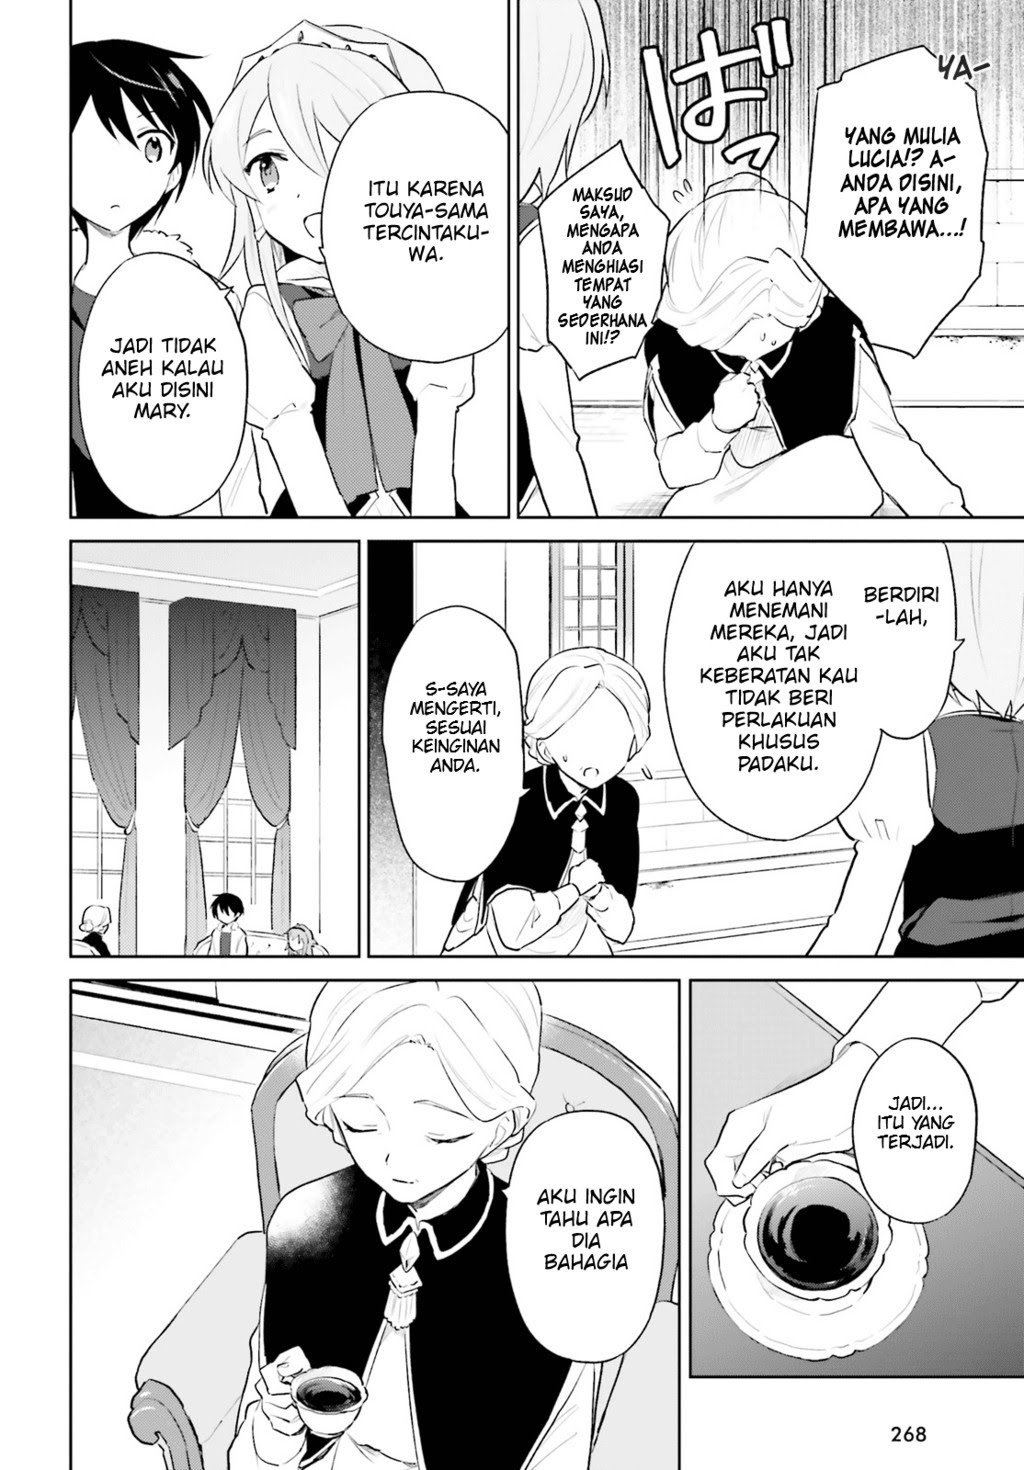 YA-
YANG MULIA
LUCIA!? A-
ANDA DISINI,
APA YANG
MEMBAWA...!
ばっ
MAKSUD
SAYA,
MENGAPA
ANDA
MENGHIASI
TEMPAT
YANG
SEDERHANA
INI!?
ITU KARENA
TOUYA-SAMA
TERCINTAKU-
WA.
JADI TIDAK
ANEH KALAU
AKU DISINI
MARY.
BERDIRI
-LAH,
AKU HANYA
MENEMANI
MEREKA, JADI
AKU TAK
KEBERATAN KAU
TIDAK BERI
PERLAKUAN
KHUSUS
PADAKU.
S-SAYA
MENGERTI,
SESUAI
KEINGINAN
ANDA.
JADI...
ITU YANG
TERJADI.
AKU INGIN
TAHU APA
DIA
BAHAGIA
268